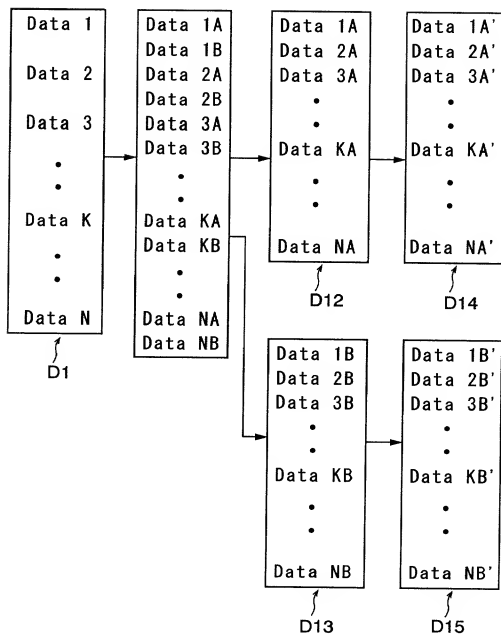 Data 1
Data 2
Data 3
Data K
Data N
D1
Data 1A
Data 1B
Data 2A
Data 2B
Data 3A
Data 3B
Data KA
Data KB
Data NA
Data NB
Data 1A
Data 2A
Data 3A
Data KA
Data NA
D12
Data 1A'
Data 2A'
Data 3A'
Data KA'
Data NA'
D14
Data 1B
Data 2B
Data 3B
Data KB
Data NB
D13
Data 1B'
Data 2B'
Data 3B'
Data KB'
Data NB'
D15